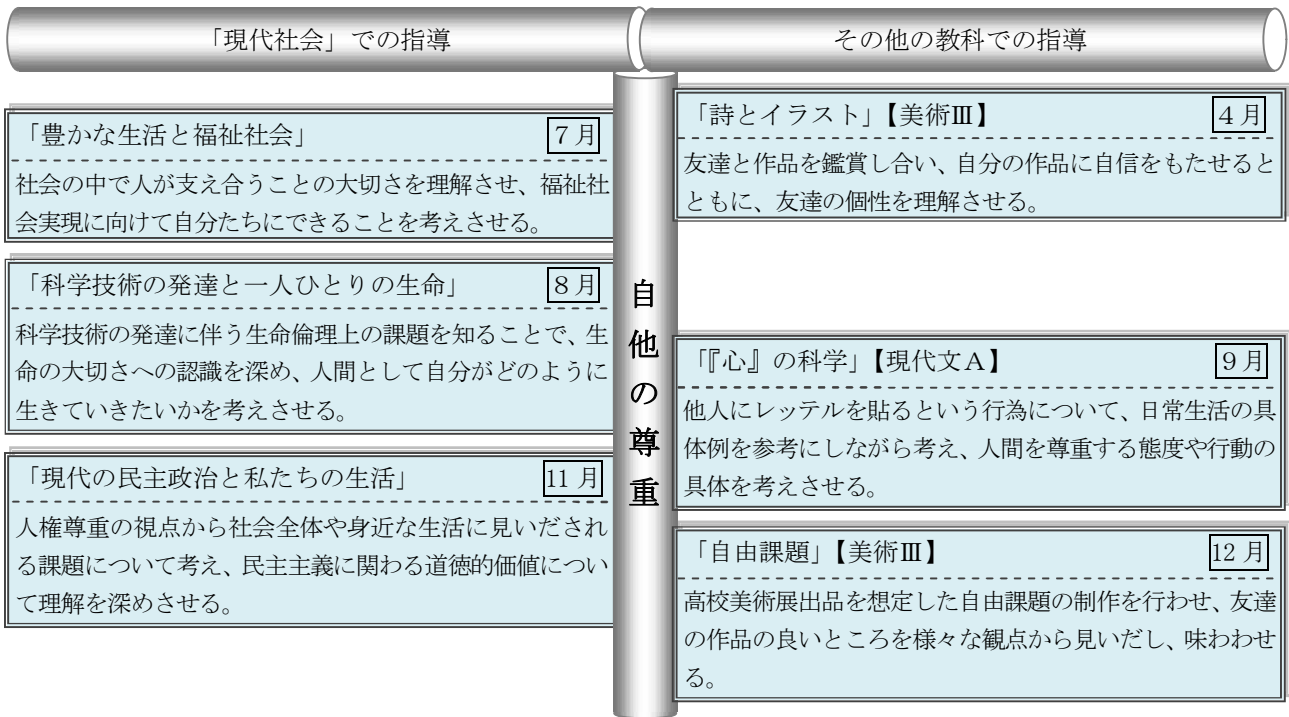 「現代社会」での指導
その他の教科での指導
「豊かな生活と福祉社会」 7月
社会の中で人が支え合うことの大切さを理解させ、福祉社
会実現に向けて自分たちにできることを考えさせる。
「科学技術の発達と一人ひとりの生命」 8月
科学技術の発達に伴う生命倫理上の課題を知ることで、生
命の大切さへの認識を深め、人間として自分がどのように
生きていきたいかを考えさせる。
「現代の民主政治と私たちの生活」 11月
人権尊重の視点から社会全体や身近な生活に見いだされ
る課題について考え、民主主義に関わる道徳的価値につい
て理解を深めさせる。
自他の尊重
「詩とイラスト」【美術Ⅲ】 4月
友達と作品を鑑賞し合い、自分の作品に自信をもたせると
ともに、友達の個性を理解させる。
「『心』の科学」【現代文A】 9月
他人にレッテルを貼るという行為について、日常生活の具
体例を参考にしながら考え、人間を尊重する態度や行動の
具体を考えさせる。
「自由課題」【美術Ⅲ】 12月
高校美術展出品を想定した自由課題の制作を行わせ、友達
の作品の良いところを様々な観点から見いだし、味わわせ
る。